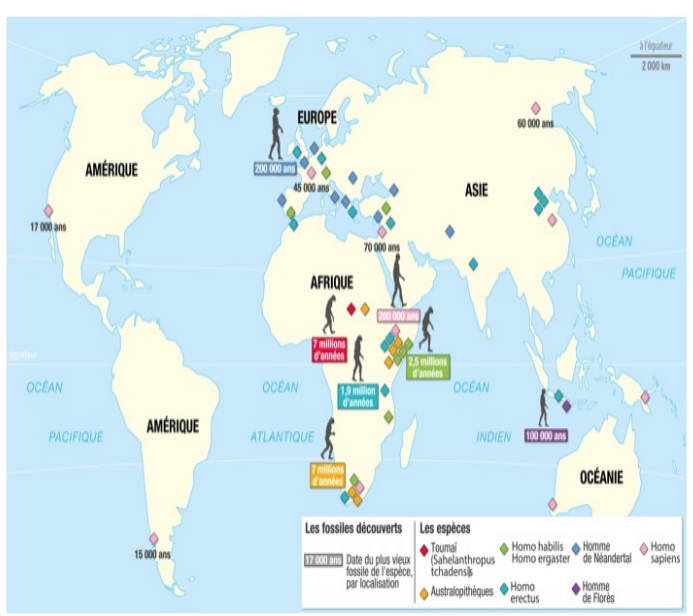 à l'équateur
2 000 km
EUROPE
60 000 ans
AMÉRIQUE
200 000 ans
45 000 ans
ASIE
17 000 ans
70 000 ans
OCÉAN
PACIFIQUE
AFRIQUE
200 000 ans
7 millions
d'années
2,5 millions
d'années
équateur
1,9 million
d'années
OCÉAN
PACIFIQUE
OCÉAN
ATLANTIQUE
OCÉAN
INDIEN
AMÉRIQUE
100 000 ans
7 millions
d'années
OCÉANIE
15 000 ans
Les fossiles découverts
17 000 ans
Date du plus vieux
fossile de l'espèce,
par localisation
Les espèces
Toumaï
(Sahelanthropus
tchadensis)
Australopithèques
Homo habilis
Homo ergaster
Homo
erectus
Homme
de Néandertal
Homme
de Florès
Homo
sapiens